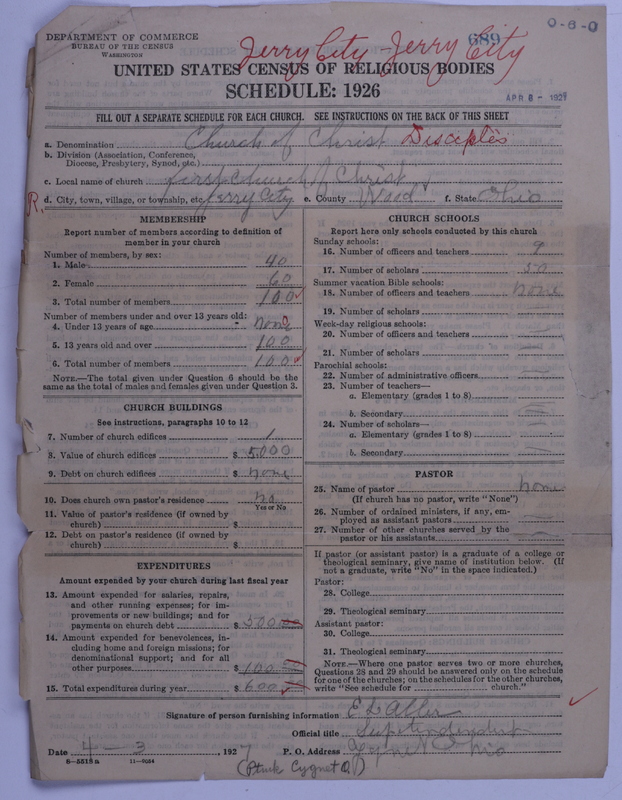 DEPARTMENT OF COMMERCE
BUREAU OF THE CENSUS
WASHINGTON
Jerry City - Jerry City
689
0-6-0
UNITED STATES CENSUS OF RELIGIOUS BODIES
SCHEDULE: 1926
APR 8 - 1927
FILL OUT A SEPARATE SCHEDULE FOR EACH CHURCH. SEE INSTRUCTIONS ON THE BACK OF THIS SHEET
a. Denomination Church of Christ Disciples
b. Division (Association, Conference,
Diocese, Presbytery, Synod, etc.)
c. Local name of church First Church of Christ
R. d. City, town, village, or township, etc. Jerry City e. County Wood f. State Ohio
MEMBERSHIP
Report number of members according to definition of
member in your church
Number of members, by sex:
1. Male 40
2. Female 60
3. Total number of members 100
Number of members under and over 13 years old:
4. Under 13 years of age none
5. 13 years old and over 100
6. Total number of members 100
NOTE.—The total given under Question 6 should be the
same as the total of males and females given under Question 3.
CHURCH BUILDINGS
See instructions, paragraphs 10 to 12
7. Number of church edifices 1
8. Value of church edifices $ 5000
9. Debt on church edifices $ none
10. Does church own pastor's residence no
Yes or No
11. Value of pastor's residence (if owned by
church) $
12. Debt on pastor's residence (if owned by
church) $
EXPENDITURES
Amount expended by your church during last fiscal year
13. Amount expended for salaries, repairs,
and other running expenses; for im-
provements or new buildings; and for
payments on church debt $ 500
14. Amount expended for benevolences, in-
cluding home and foreign missions; for
denominational support; and for all
other purposes $ 100
15. Total expenditures during year $ 600
CHURCH SCHOOLS
Report here only schools conducted by this church
Sunday schools:
16. Number of officers and teachers 9
17. Number of scholars 50
Summer vacation Bible schools:
18. Number of officers and teachers none
19. Number of scholars
Week-day religious schools:
20. Number of officers and teachers
21. Number of scholars
Parochial schools:
22. Number of administrative officers
23. Number of teachers—
a. Elementary (grades 1 to 8)
b. Secondary
24. Number of scholars—
a. Elementary (grades 1 to 8)
b. Secondary
PASTOR
25. Name of pastor none
(If church has no pastor, write "None")
26. Number of ordained ministers, if any, em-
ployed as assistant pastors
27. Number of other churches served by the
pastor or his assistants
If pastor (or assistant pastor) is a graduate of a college or
theological seminary, give name of institution below. (If
not a graduate, write "No" in the space indicated.)
Pastor:
28. College
29. Theological seminary
Assistant pastor:
30. College
31. Theological seminary
NOTE.—Where one pastor serves two or more churches,
Questions 28 and 29 should be answered only on the schedule
for one of the churches; on the schedules for the other churches,
write "See schedule for church."
Signature of person furnishing information E L
Official title Superintendent
Date 4-3 1927 P. O. Address Cygnet Ohio
8-5518a 11-9054
Cygnet O